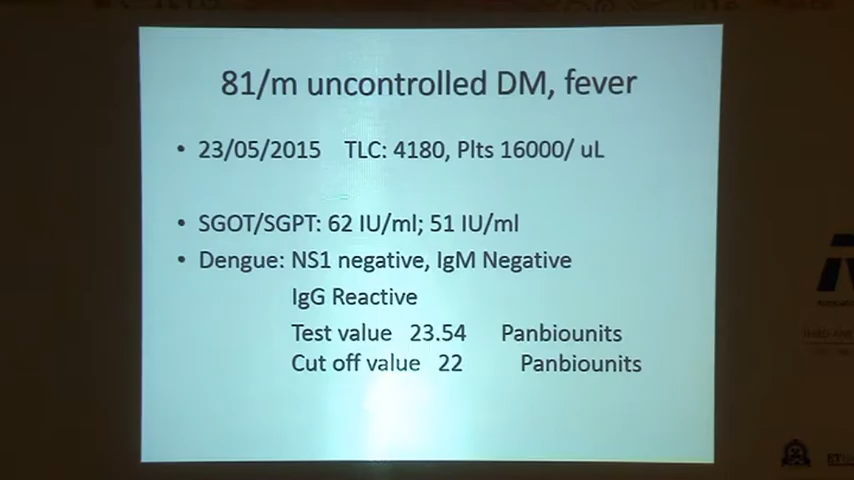 81/m uncontrolled DM, fever
• 23/05/2015 TLC: 4180, Plts 16000/ uL
• SGOT/SGPT: 62 IU/ml; 51 IU/ml
• Dengue: NS1 negative, IgM Negative
IgG Reactive
Test value 23.54 Panbiounits
Cut off value 22 Panbiounits